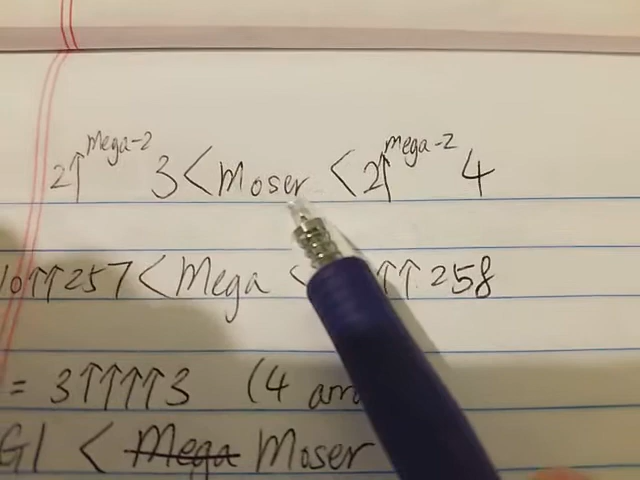 2↑^mega-2 3 < moser < 2↑^mega-2 4
10↑↑257 < Mega < ↑↑258
= 3↑↑↑↑3 (4
G1 < ~~Mega~~ Moser